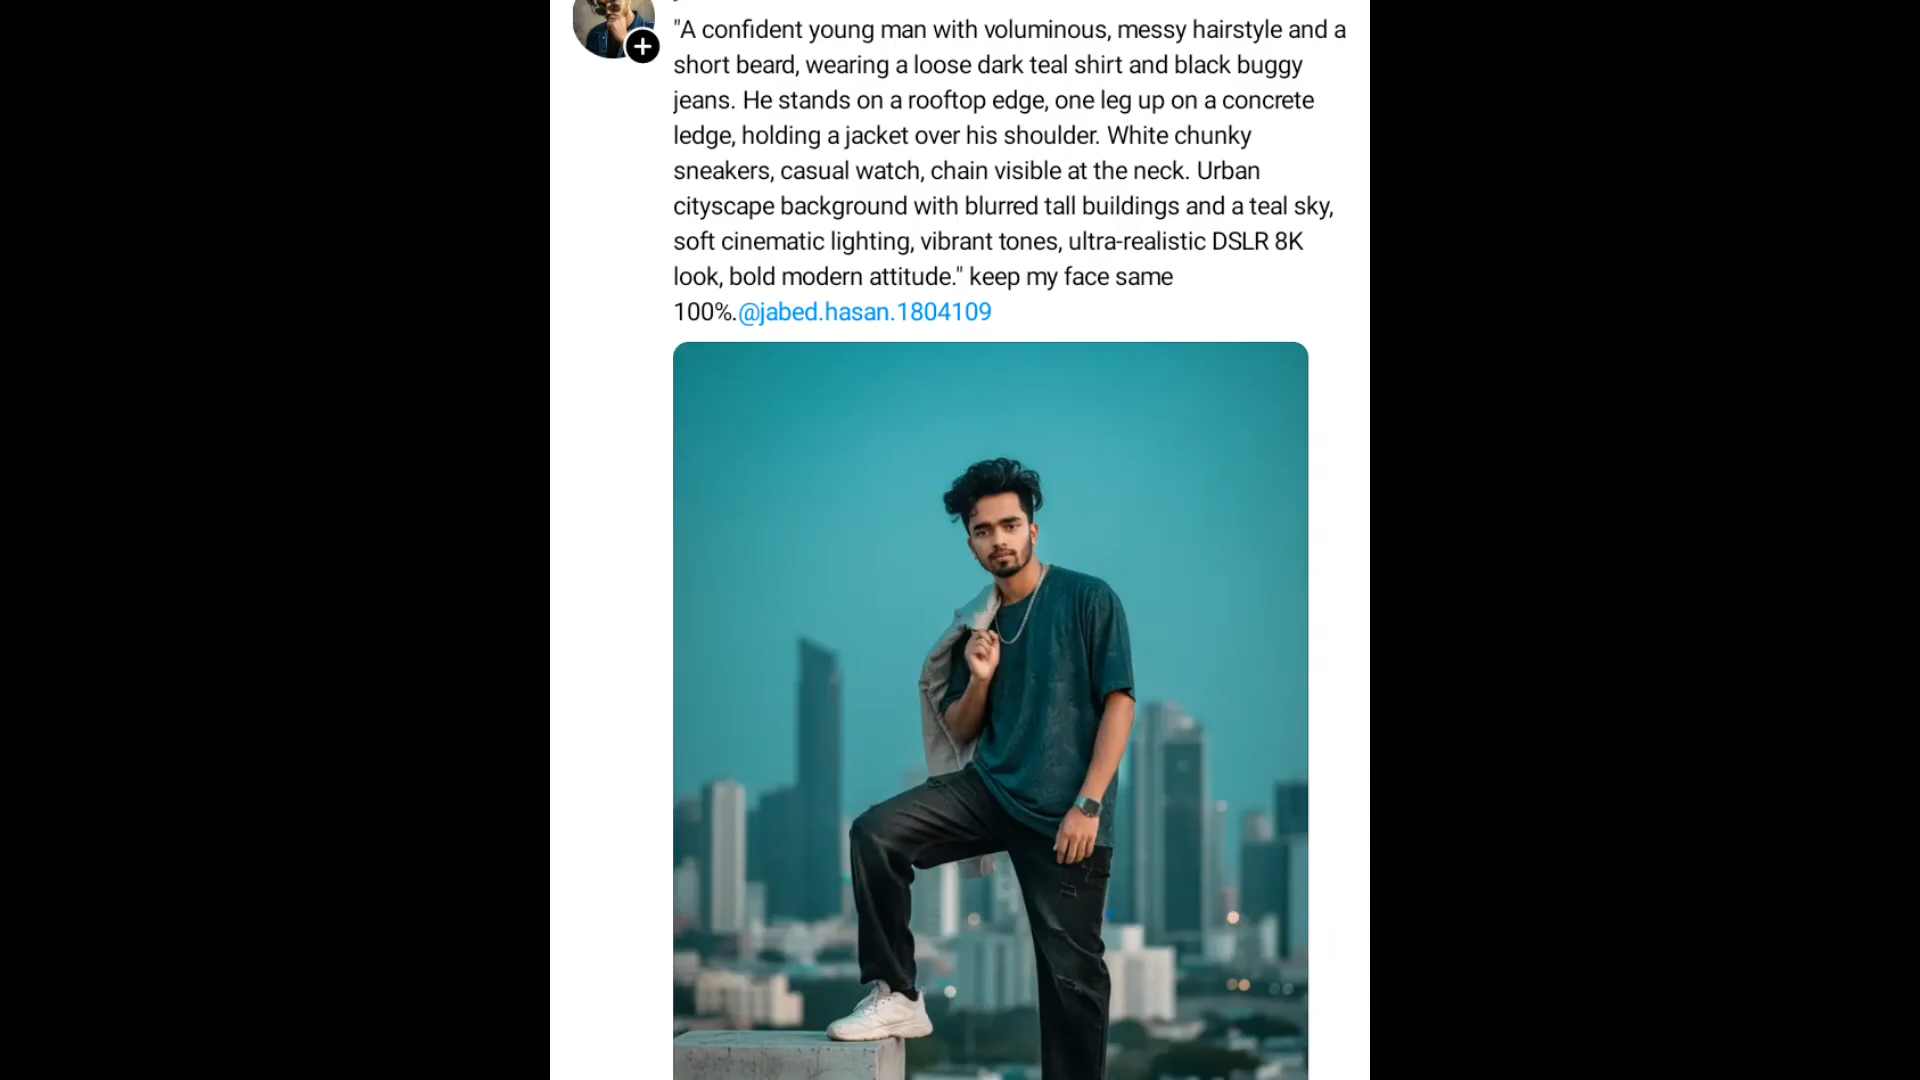 "A confident young man with voluminous, messy hairstyle and a
short beard, wearing a loose dark teal shirt and black buggy
jeans. He stands on a rooftop edge, one leg up on a concrete
ledge, holding a jacket over his shoulder. White chunky
sneakers, casual watch, chain visible at the neck. Urban
cityscape background with blurred tall buildings and a teal sky,
soft cinematic lighting, vibrant tones, ultra-realistic DSLR 8K
look, bold modern attitude." keep my face same
100%.@jabed.hasan.1804109